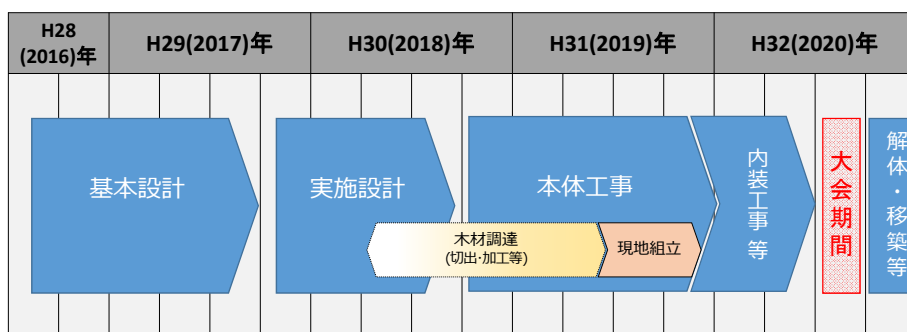 H28
(2016)年
H29(2017)年
H30(2018)年
H31(2019)年
H32(2020)年
基本設計
実施設計
本体工事
内装工事 等
大会期間
解体・移築等
木材調達
(切出・加工等)
現地組立